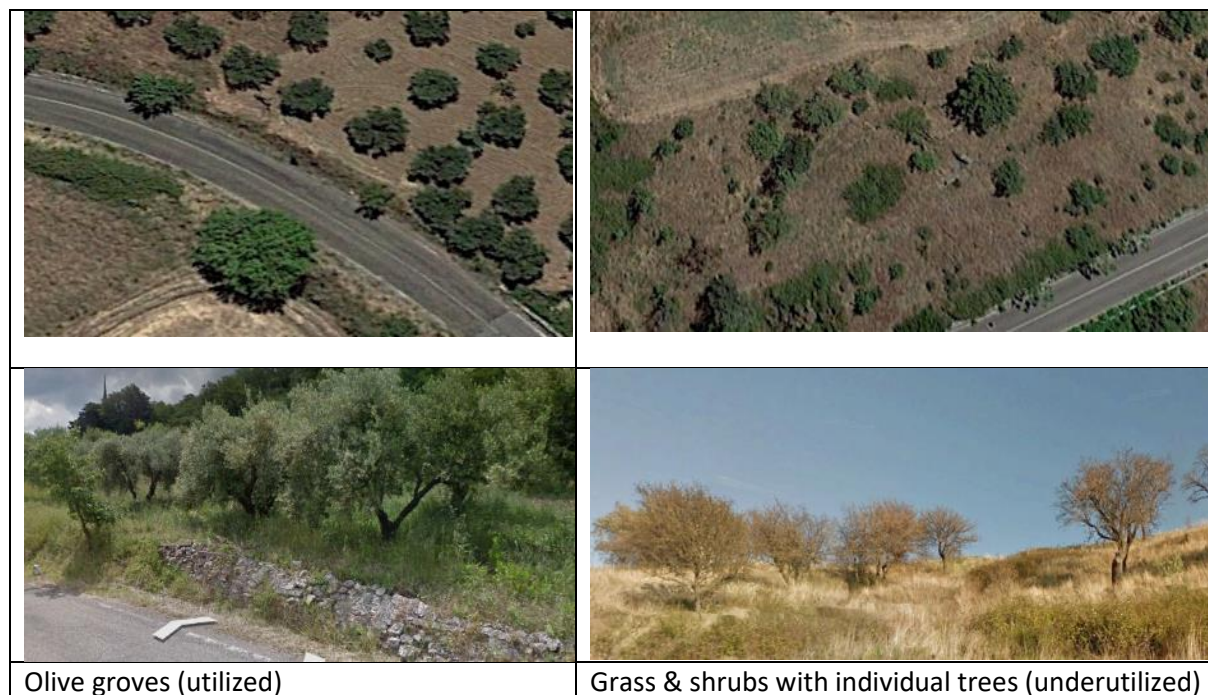 Olive groves (utilized)
Grass & shrubs with individual trees (underutilized)